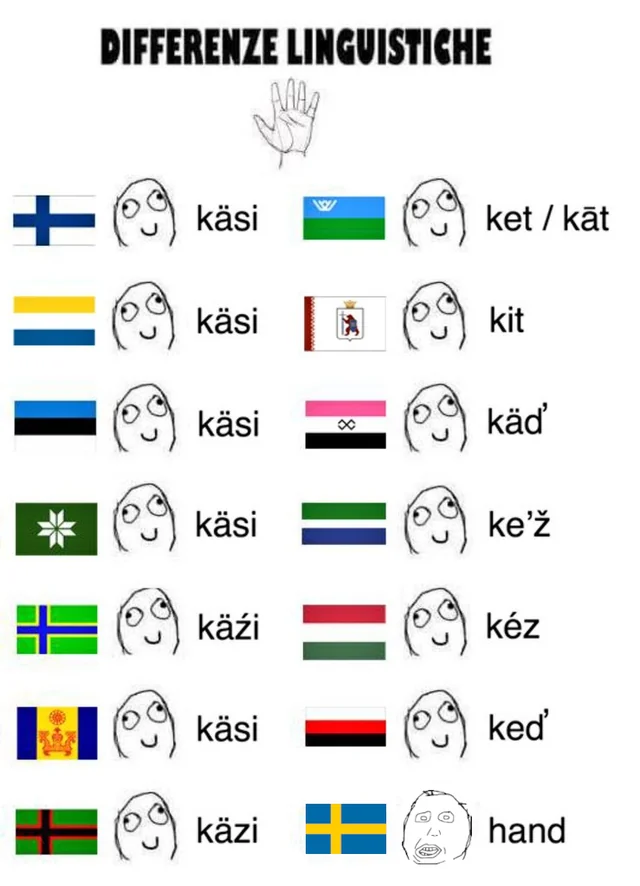 DIFFERENZE LINGUISTICHE
käsi
ket / kāt
käsi
kit
käsi
käď
käsi
ke’ž
käźi
kéz
käsi
keď
käzi
hand